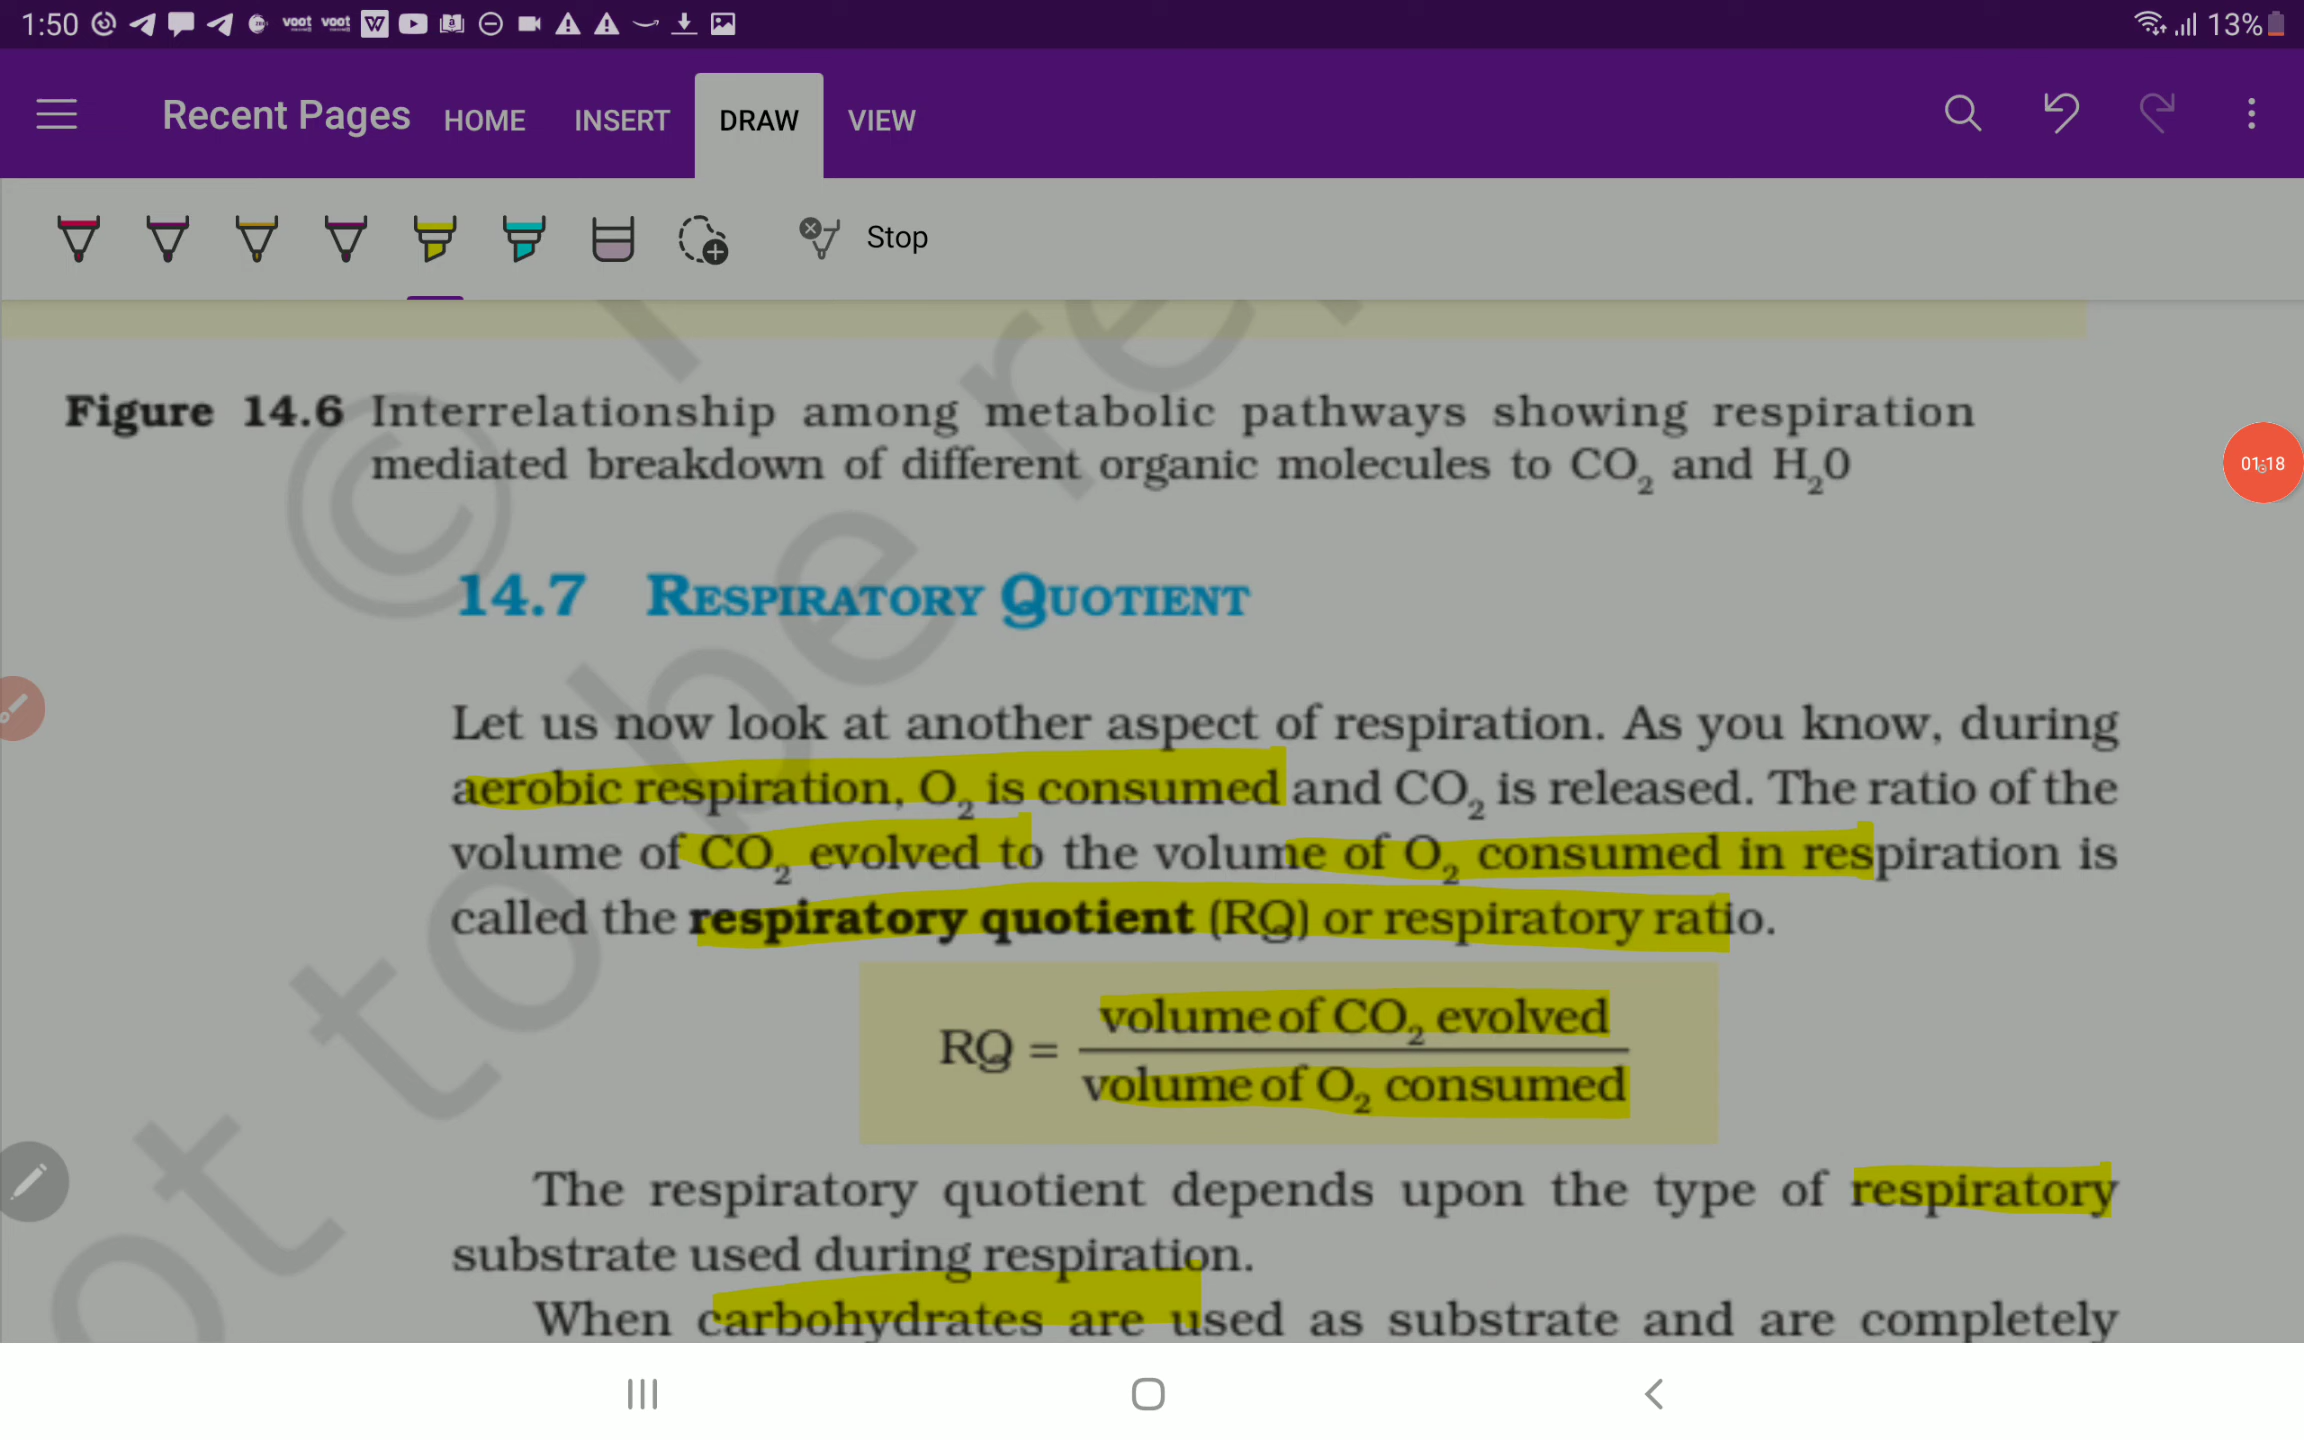 1:50 voot voot W 13%
Recent Pages HOME INSERT DRAW VIEW
Stop
Figure 14.6 Interrelationship among metabolic pathways showing respiration
mediated breakdown of different organic molecules to CO₂ and H₂0
01:18
14.7 RESPIRATORY QUOTIENT
Let us now look at another aspect of respiration. As you know, during
aerobic respiration, O₂ is consumed and CO₂ is released. The ratio of the
volume of CO₂ evolved to the volume of O₂ consumed in respiration is
called the respiratory quotient (RQ) or respiratory ratio.
RQ = volume of CO₂ evolved
volume of O₂ consumed
The respiratory quotient depends upon the type of respiratory
substrate used during respiration.
When carbohydrates are used as substrate and are completely
© to be re